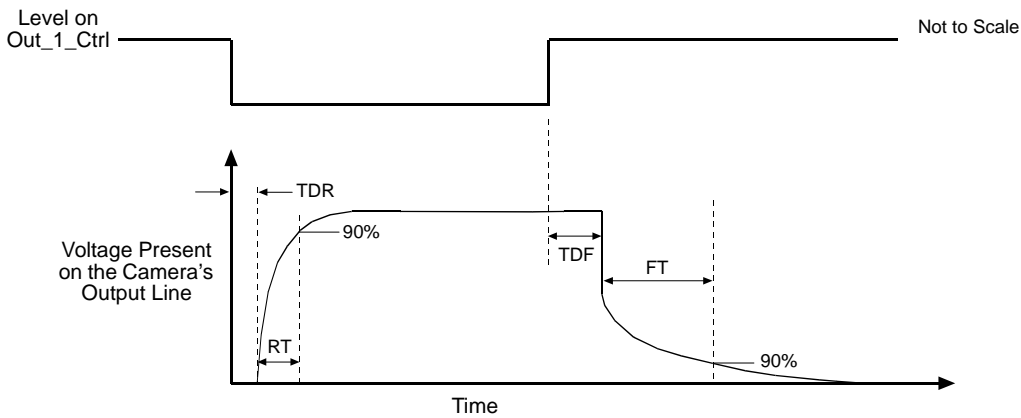 Level on
Out_1_Ctrl
Not to Scale
TDR
90%
Voltage Present
on the Camera's
Output Line
TDF
FT
RT
90%
Time